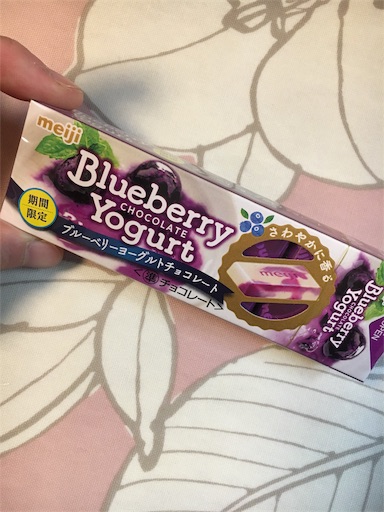 meiji
Blueberry
CHOCOLATE
Yogurt
期間
限定
ブルーベリーヨーグルトチョコレート
チョコレート
さわやかに香る
meiji
Blueberry
CHOCOLATE
Yogurt
OPEN